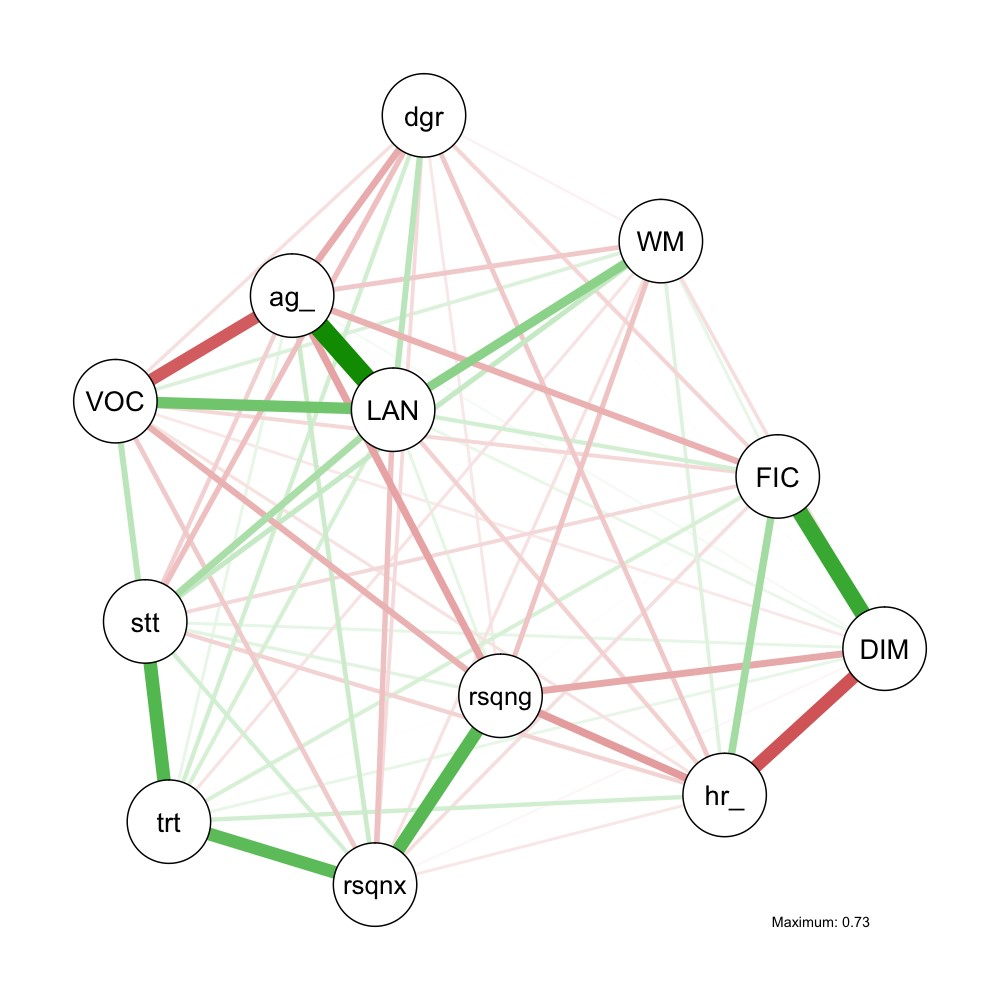 dgr
WM
ag_
VOC
LAN
FIC
stt
DIM
rsqng
hr_
trt
rsqnx
Maximum: 0.73